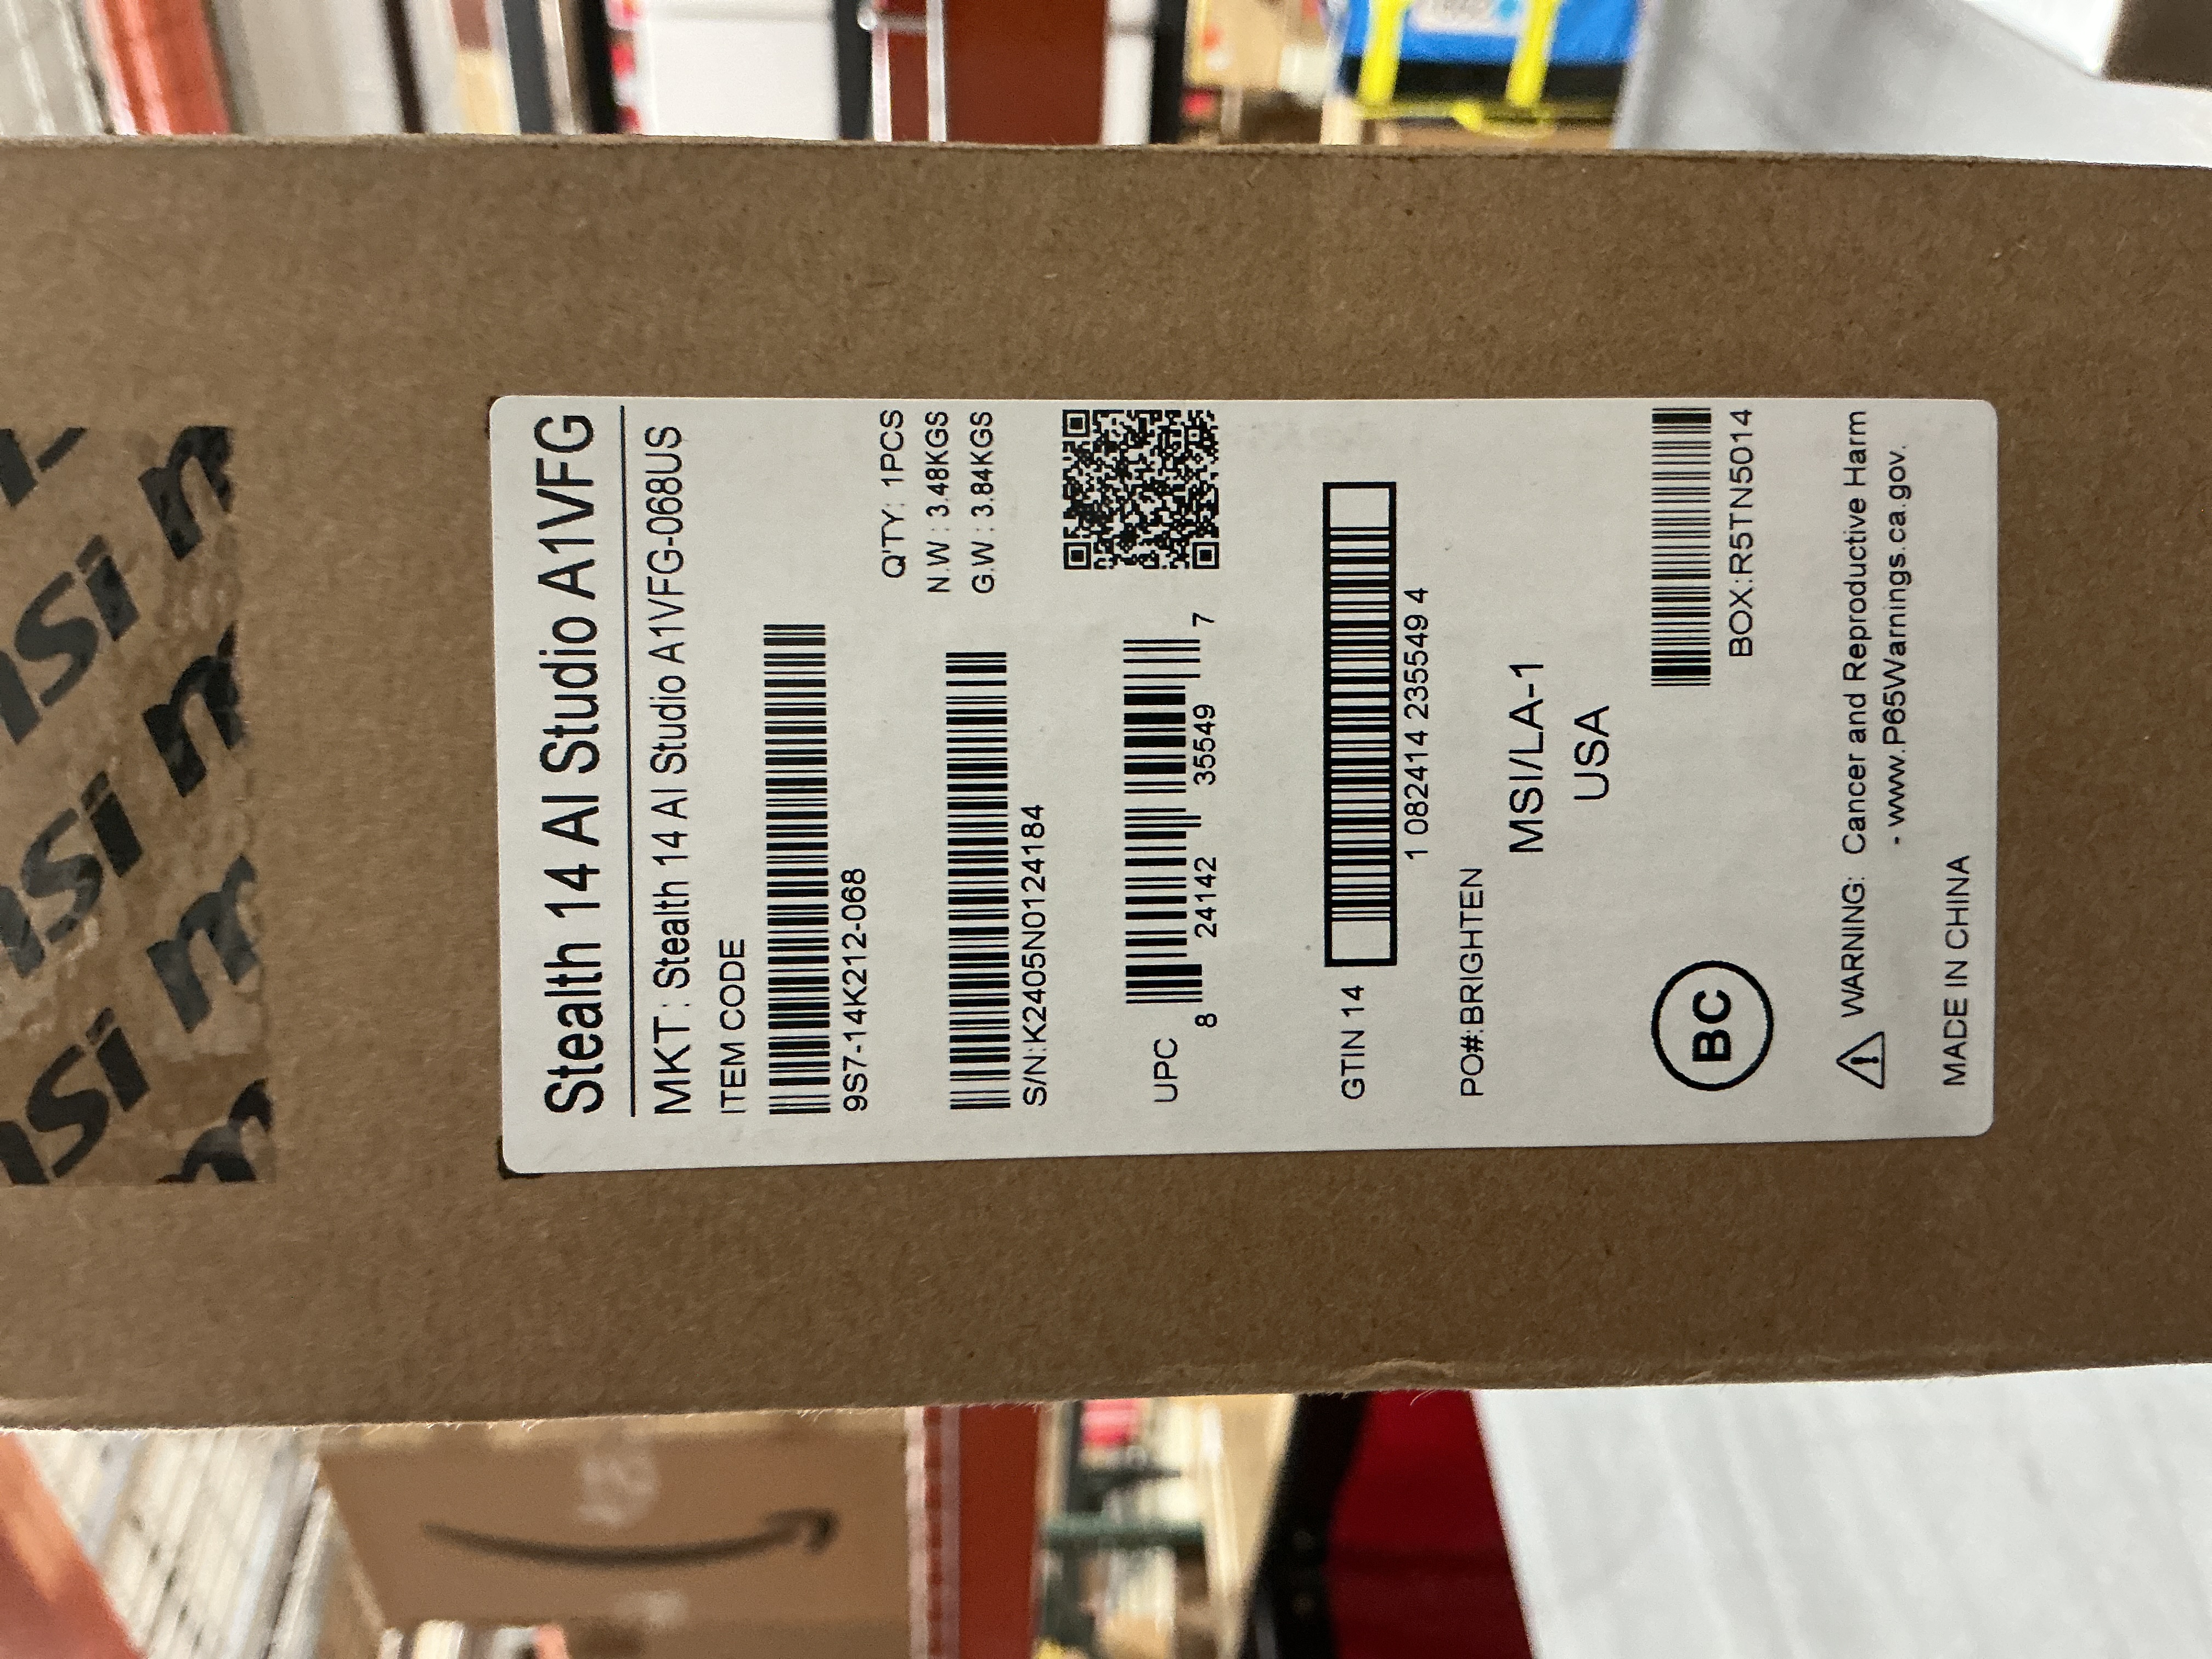 Stealth 14 AI Studio A1VFG
MKT : Stealth 14 AI Studio A1VFG-068US
ITEM CODE
9S7-14K212-068
Q'TY: 1PCS
N.W : 3.48KGS
G.W : 3.84KGS
S/N:K2405N0124184
UPC
8 24142 35549 7
GTIN 14
1 082414 235549 4
PO#:BRIGHTEN
MSI/LA-1
USA
BC
BOX:R5TN5014
WARNING: Cancer and Reproductive Harm
- www.P65Warnings.ca.gov.
MADE IN CHINA
msi
msi
msi